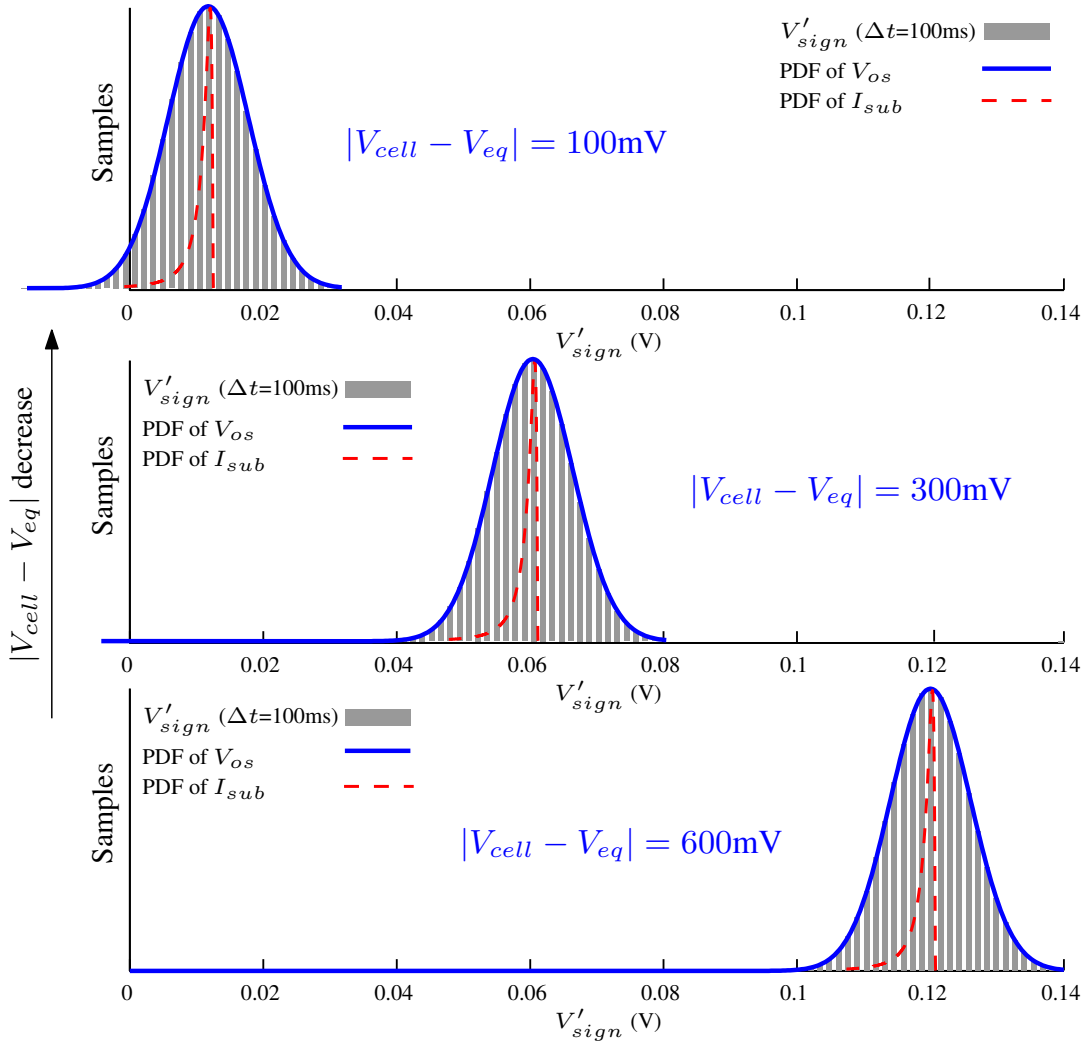 V′sign (Δt=100ms)
PDF of Vos
PDF of Isub
Samples
|Vcell − Veq| = 100mV
0 0.02 0.04 0.06 0.08 0.1 0.12 0.14
V′sign (V)
|Vcell − Veq| decrease
V′sign (Δt=100ms)
PDF of Vos
PDF of Isub
Samples
|Vcell − Veq| = 300mV
0 0.02 0.04 0.06 0.08 0.1 0.12 0.14
V′sign (V)
V′sign (Δt=100ms)
PDF of Vos
PDF of Isub
Samples
|Vcell − Veq| = 600mV
0 0.02 0.04 0.06 0.08 0.1 0.12 0.14
V′sign (V)